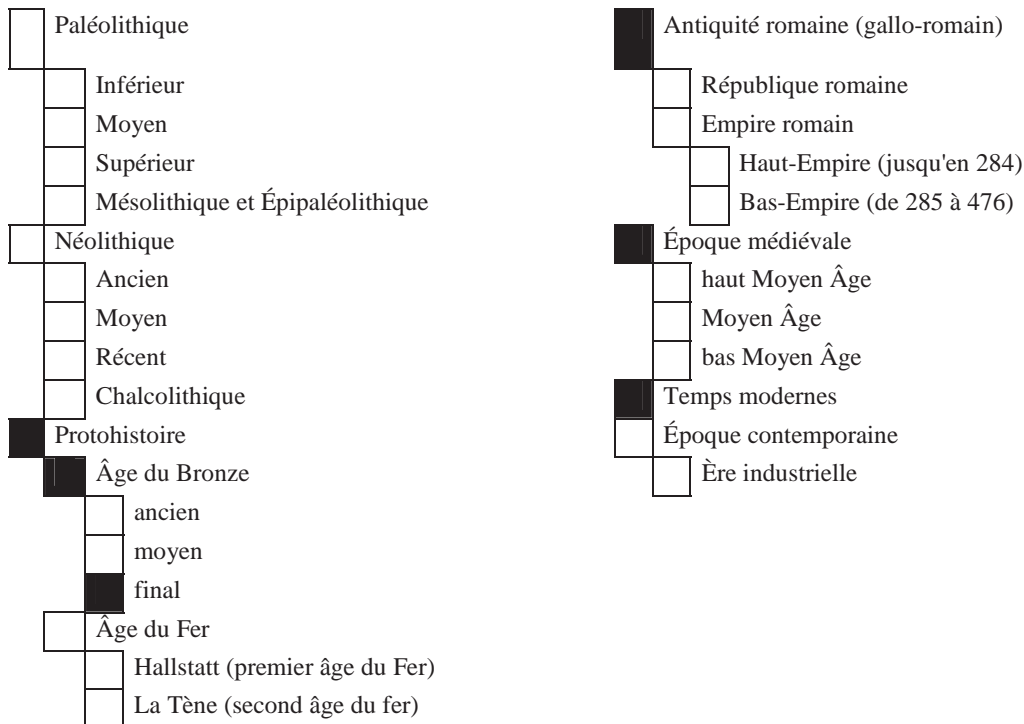 Paléolithique
Inférieur
Moyen
Supérieur
Mésolithique et Épipaléolithique
Néolithique
Ancien
Moyen
Récent
Chalcolithique
Protohistoire
Âge du Bronze
ancien
moyen
final
Âge du Fer
Hallstatt (premier âge du Fer)
La Tène (second âge du fer)
Antiquité romaine (gallo-romain)
République romaine
Empire romain
Haut-Empire (jusqu'en 284)
Bas-Empire (de 285 à 476)
Époque médiévale
haut Moyen Âge
Moyen Âge
bas Moyen Âge
Temps modernes
Époque contemporaine
Ère industrielle